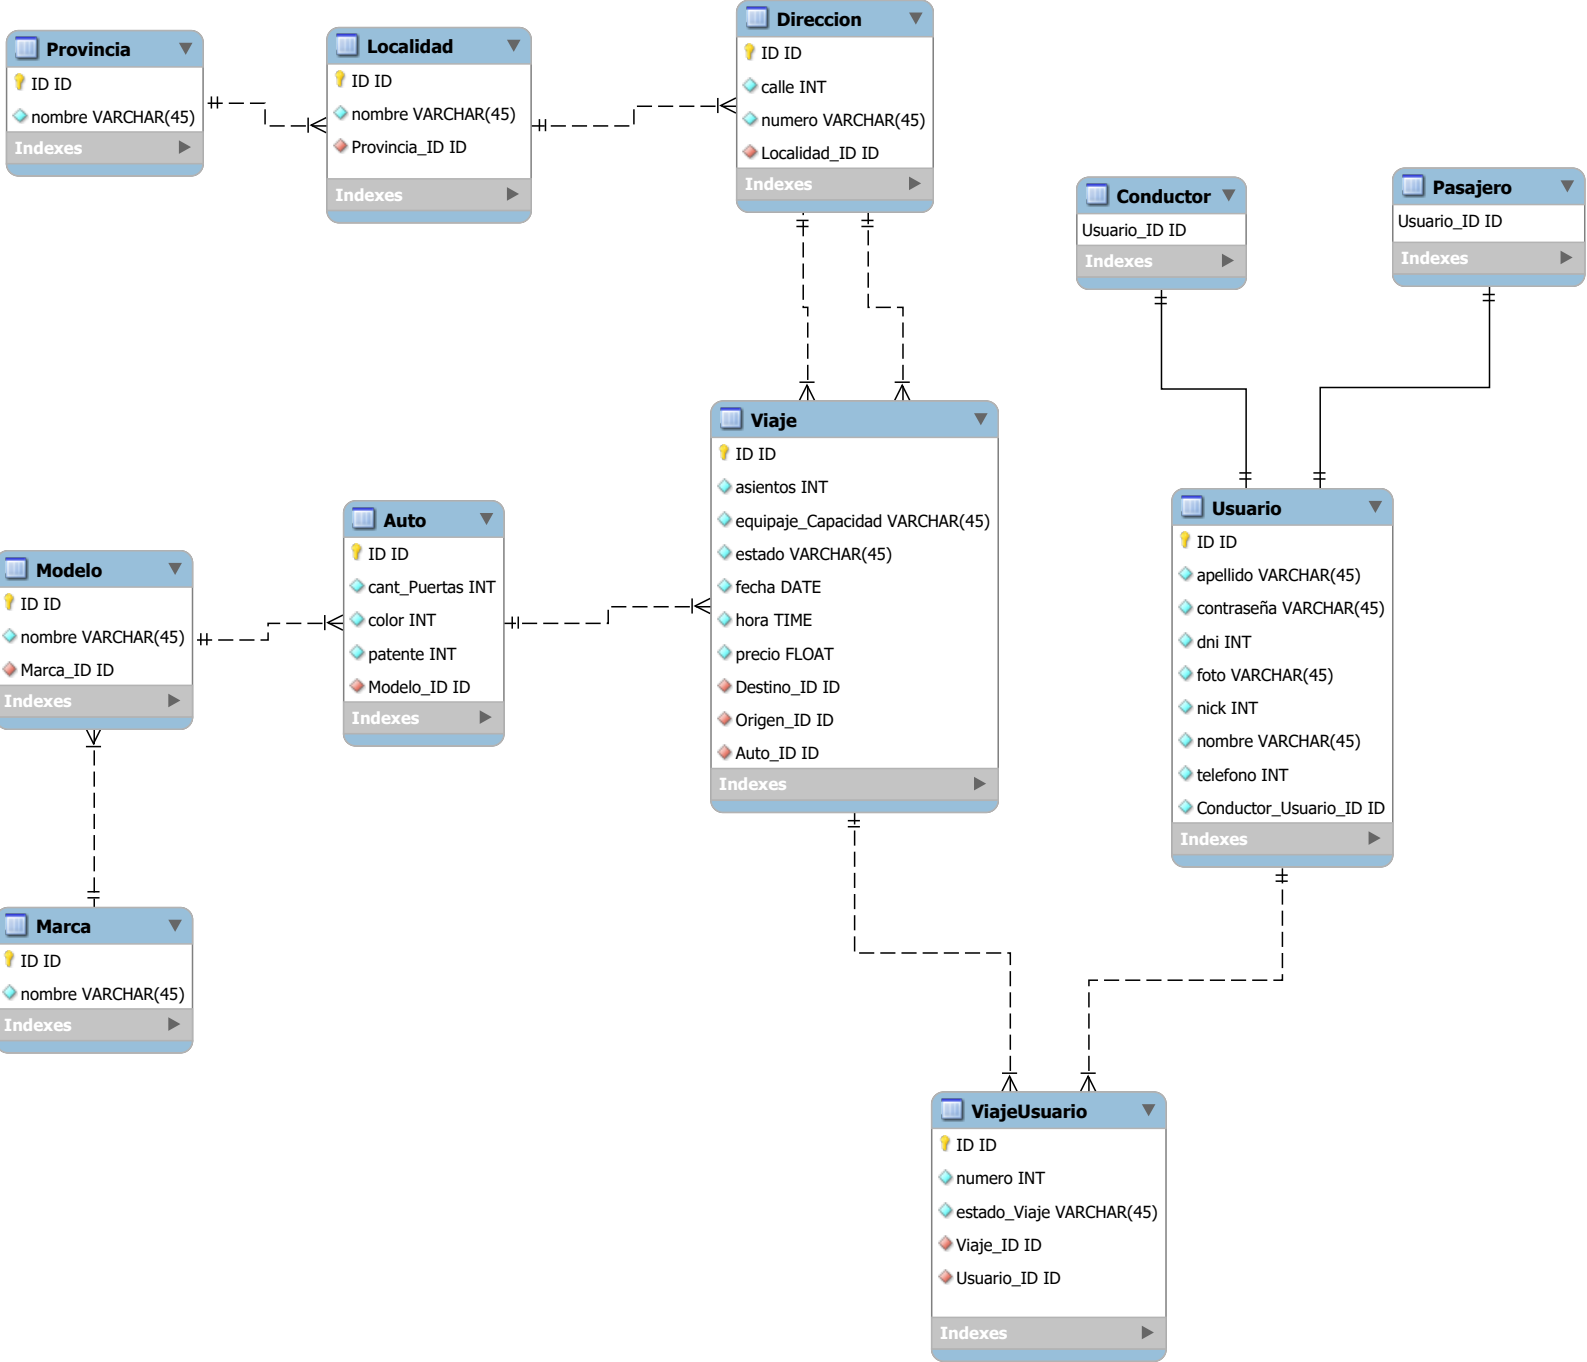 Provincia
ID ID
nombre VARCHAR(45)
Indexes
Localidad
ID ID
nombre VARCHAR(45)
Provincia_ID ID
Indexes
Direccion
ID ID
calle INT
numero VARCHAR(45)
Localidad_ID ID
Indexes
Conductor
Usuario_ID ID
Indexes
Pasajero
Usuario_ID ID
Indexes
Modelo
ID ID
nombre VARCHAR(45)
Marca_ID ID
Indexes
Auto
ID ID
cant_Puertas INT
color INT
patente INT
Modelo_ID ID
Indexes
Viaje
ID ID
asientos INT
equipaje_Capacidad VARCHAR(45)
estado VARCHAR(45)
fecha DATE
hora TIME
precio FLOAT
Destino_ID ID
Origen_ID ID
Auto_ID ID
Indexes
Usuario
ID ID
apellido VARCHAR(45)
contraseña VARCHAR(45)
dni INT
foto VARCHAR(45)
nick INT
nombre VARCHAR(45)
telefono INT
Conductor_Usuario_ID ID
Indexes
Marca
ID ID
nombre VARCHAR(45)
Indexes
ViajeUsuario
ID ID
numero INT
estado_Viaje VARCHAR(45)
Viaje_ID ID
Usuario_ID ID
Indexes